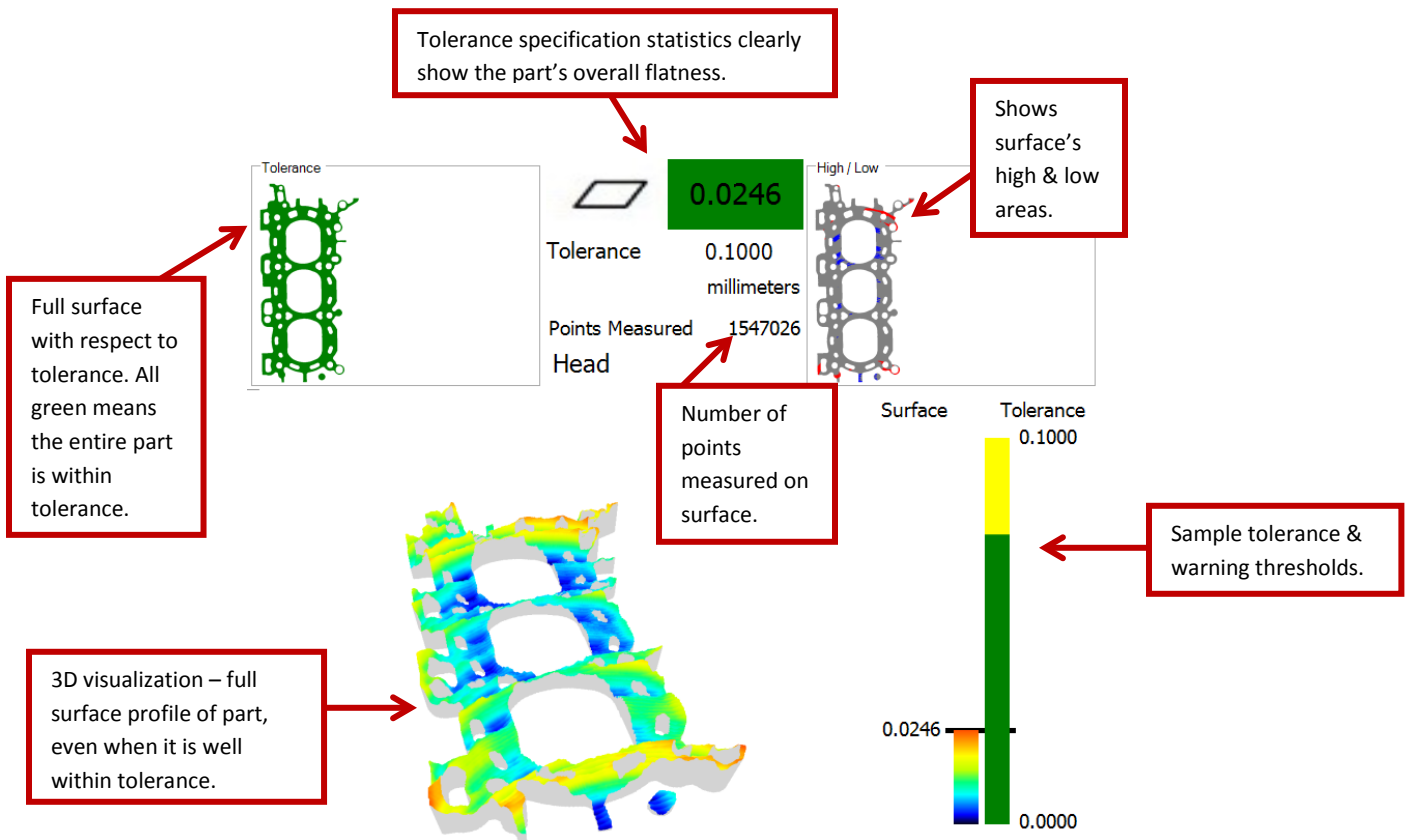 Tolerance specification statistics clearly
show the part’s overall flatness.
Shows
surface’s
high & low
areas.
Tolerance
0.0246
High / Low
Tolerance 0.1000
millimeters
Points Measured 1547026
Head
Full surface
with respect to
tolerance. All
green means
the entire part
is within
tolerance.
Number of
points
measured on
surface.
Surface Tolerance
0.1000
Sample tolerance &
warning thresholds.
3D visualization – full
surface profile of part,
even when it is well
within tolerance.
0.0246
0.0000